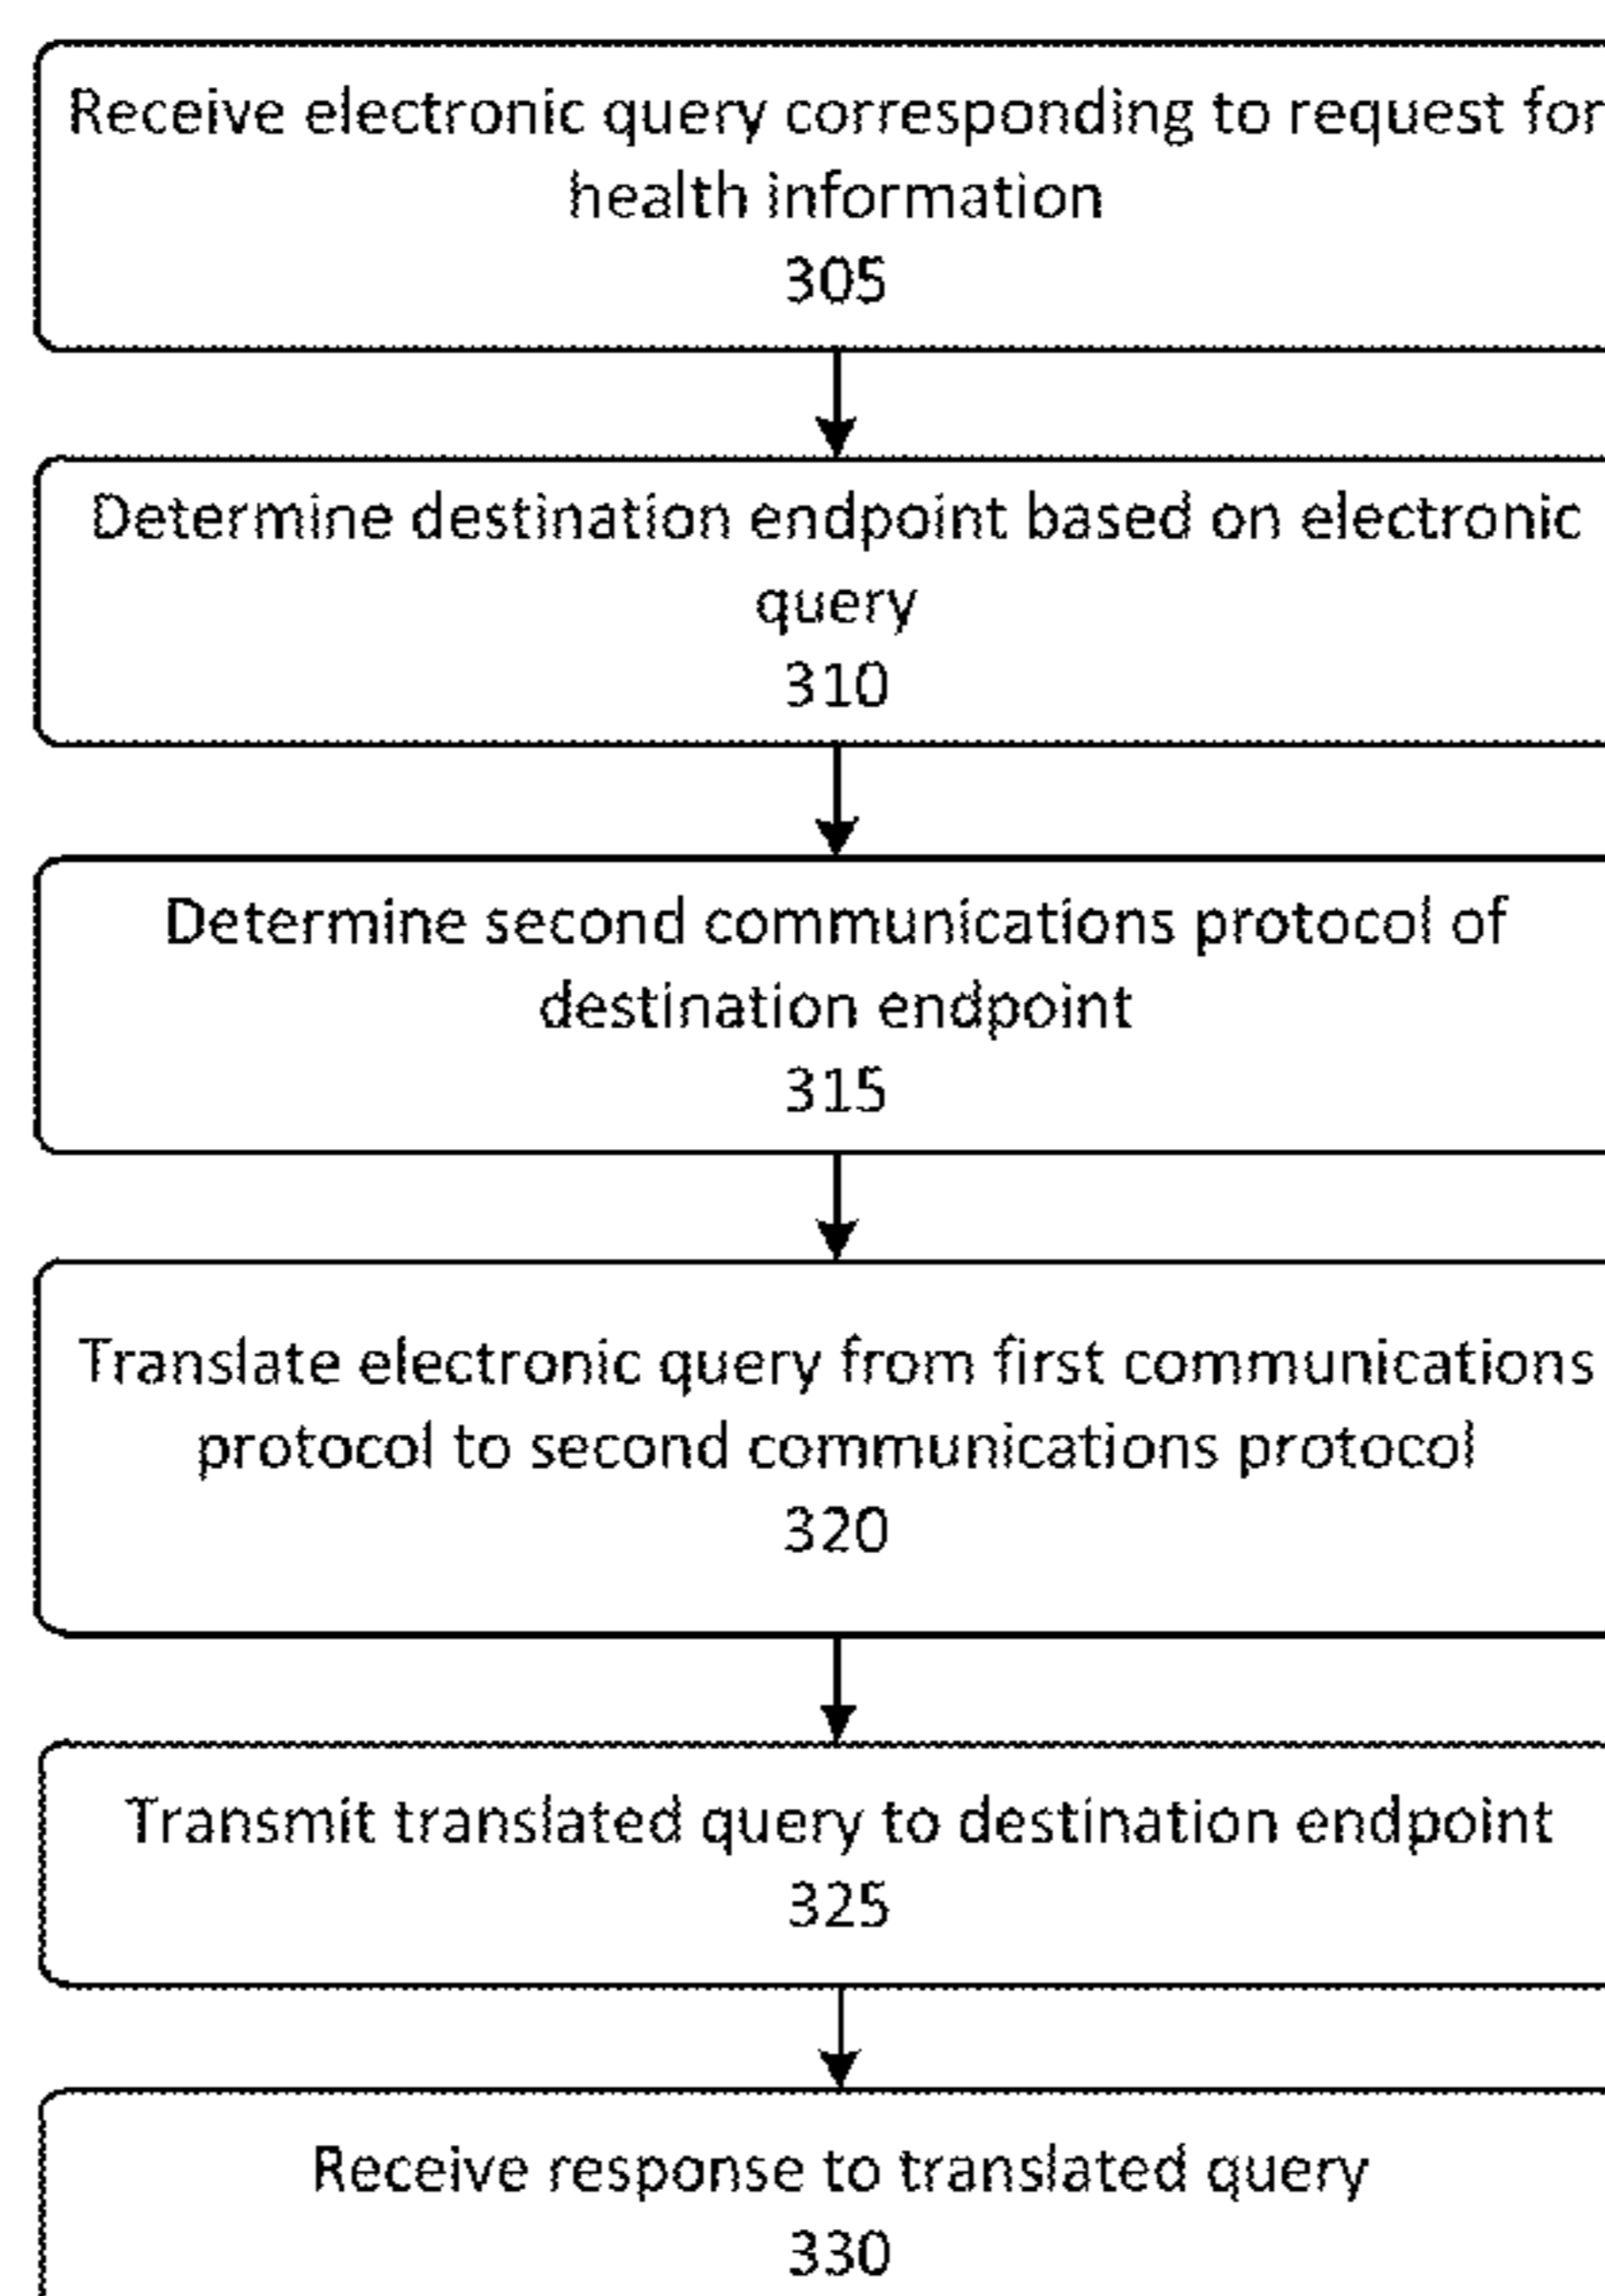 Receive electronic query corresponding to request for
health information
305
Determine destination endpoint based on electronic
query
310
Determine second communications protocol of
destination endpoint
315
Translate electronic query from first communications
protocol to second communications protocol
320
Transmit translated query to destination endpoint
325
Receive response to translated query
330